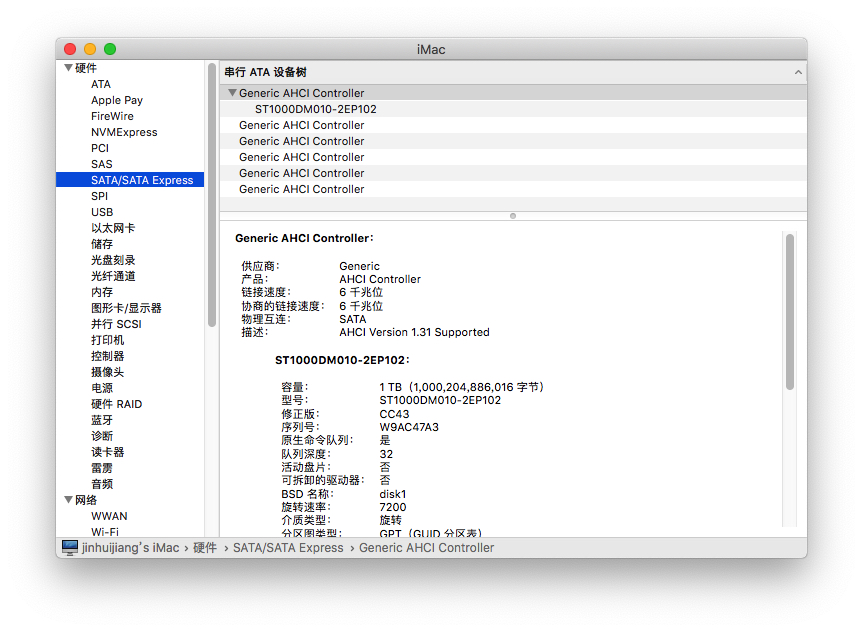 iMac
硬件
ATA
Apple Pay
FireWire
NVMExpress
PCI
SAS
SATA/SATA Express
SPI
USB
以太网卡
储存
光盘刻录
光纤通道
内存
图形卡/显示器
并行 SCSI
打印机
控制器
摄像头
电源
硬件 RAID
蓝牙
诊断
读卡器
雷雳
音频
网络
WWAN
Wi-Fi
串行 ATA 设备树
Generic AHCI Controller
ST1000DM010-2EP102
Generic AHCI Controller
Generic AHCI Controller
Generic AHCI Controller
Generic AHCI Controller
Generic AHCI Controller
Generic AHCI Controller:
供应商: Generic
产品: AHCI Controller
链接速度: 6 千兆位
协商的链接速度: 6 千兆位
物理互连: SATA
描述: AHCI Version 1.31 Supported
ST1000DM010-2EP102:
容量: 1 TB（1,000,204,886,016 字节）
型号: ST1000DM010-2EP102
修正版: CC43
序列号: W9AC47A3
原生命令队列: 是
队列深度: 32
活动盘片: 否
可拆卸的驱动器: 否
BSD 名称: disk1
旋转速率: 7200
介质类型: 旋转
分区图类型: GPT（GUID 分区表）
jinhuijiang's iMac › 硬件 › SATA/SATA Express › Generic AHCI Controller